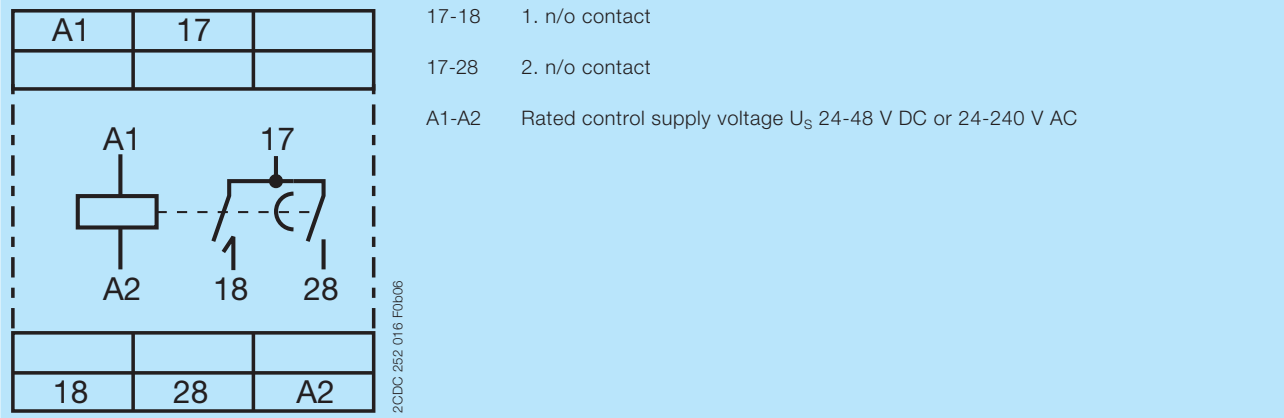 A1 17
A1 17
A2 18 28
18 28 A2
2CDC 252 016 F0b06
17-18 1. n/o contact
17-28 2. n/o contact
A1-A2 Rated control supply voltage US 24-48 V DC or 24-240 V AC